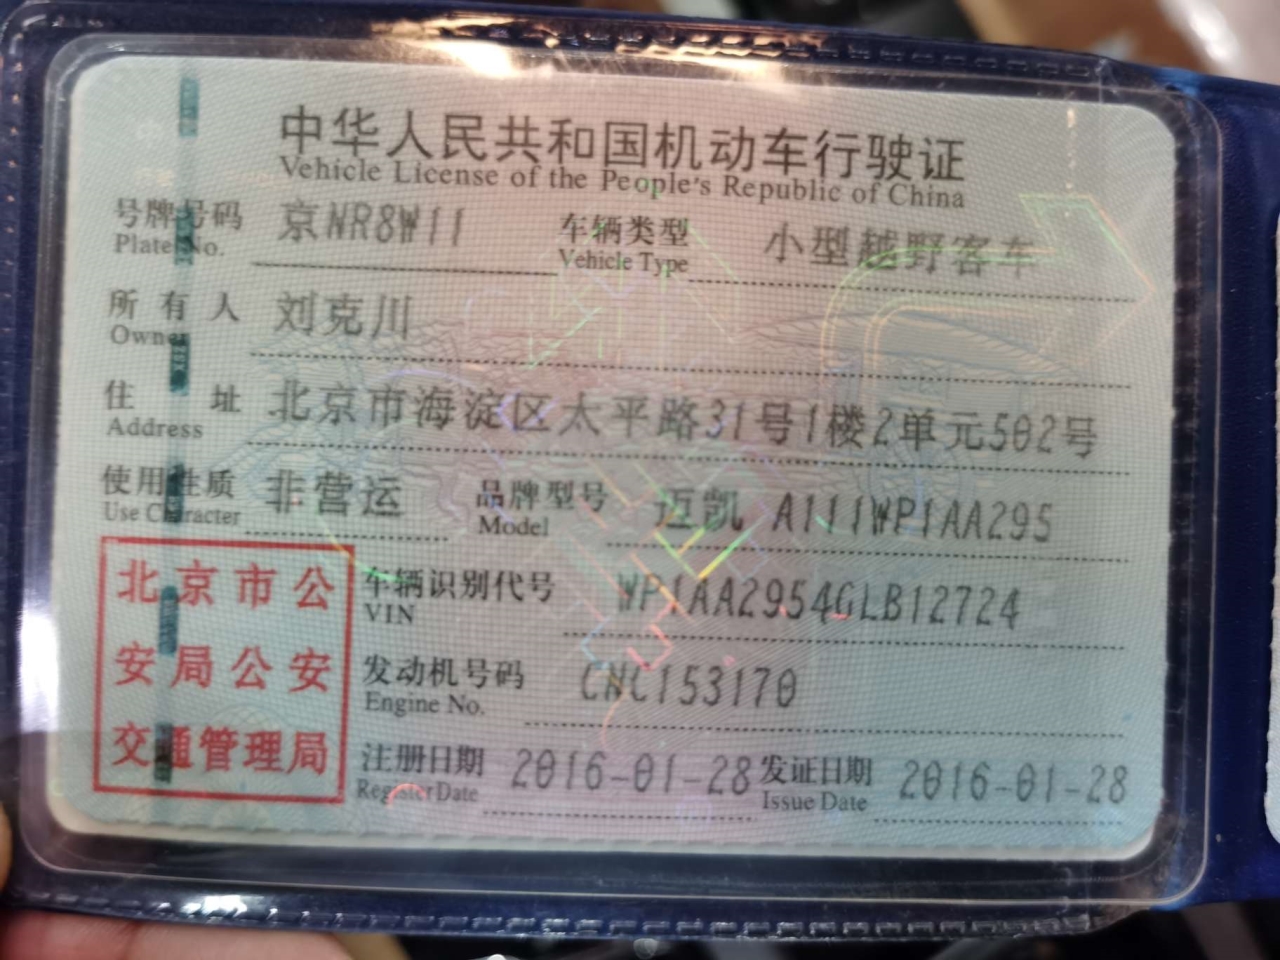 中华人民共和国机动车行驶证
Vehicle License of the People's Republic of China
号牌号码 京NR8W11 车辆类型 小型越野客车
Plate No. Vehicle Type
所有人 刘克川
Owner
住址 北京市海淀区太平路31号1楼2单元502号
Address
使用性质 非营运 品牌型号 迈凯 A111WP1AA295
Use Character Model
北京市公
安局公安
交通管理局
车辆识别代号 WP1AA2954GLB12724
VIN
发动机号码 CNC153170
Engine No.
注册日期 2016-01-28 发证日期 2016-01-28
Register Date Issue Date